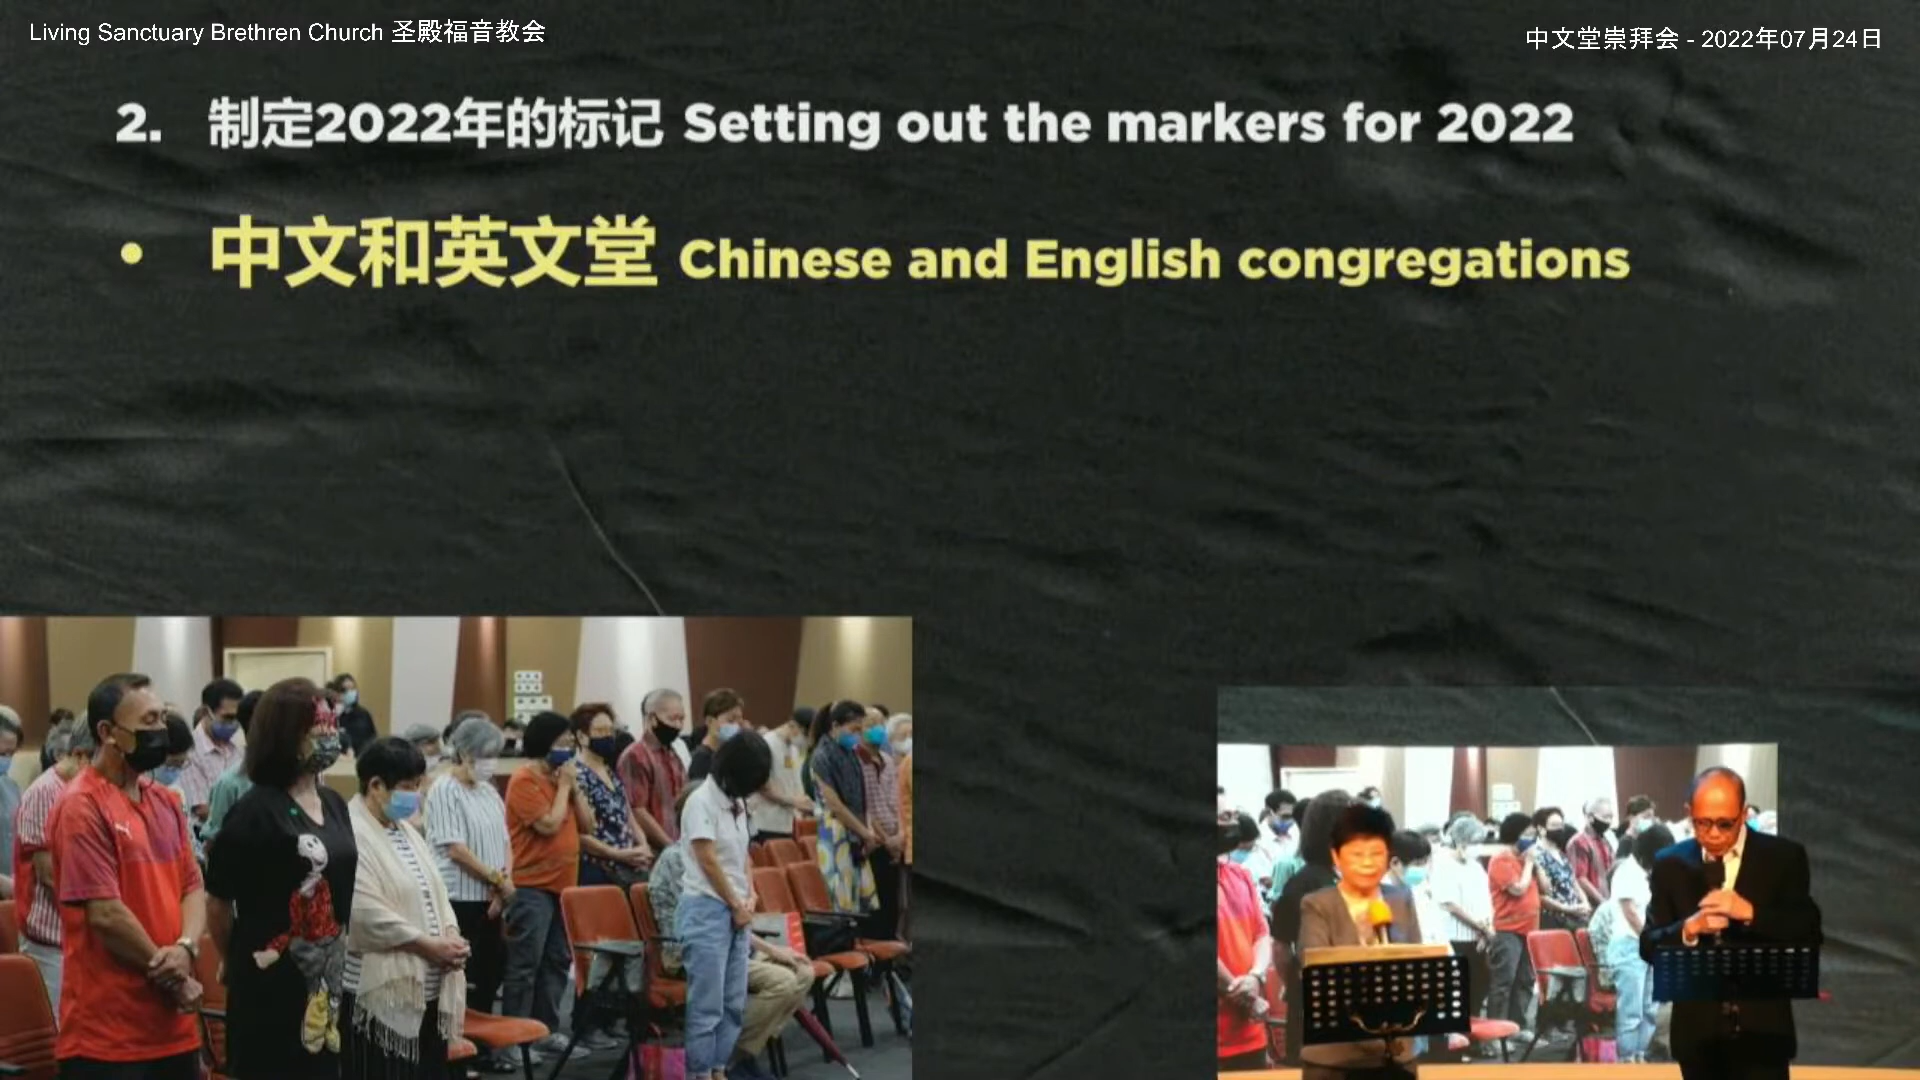 Living Sanctuary Brethren Church 圣殿福音教会
中文堂崇拜会 - 2022年07月24日
2. 制定2022年的标记 Setting out the markers for 2022
• 中文和英文堂 Chinese and English congregations